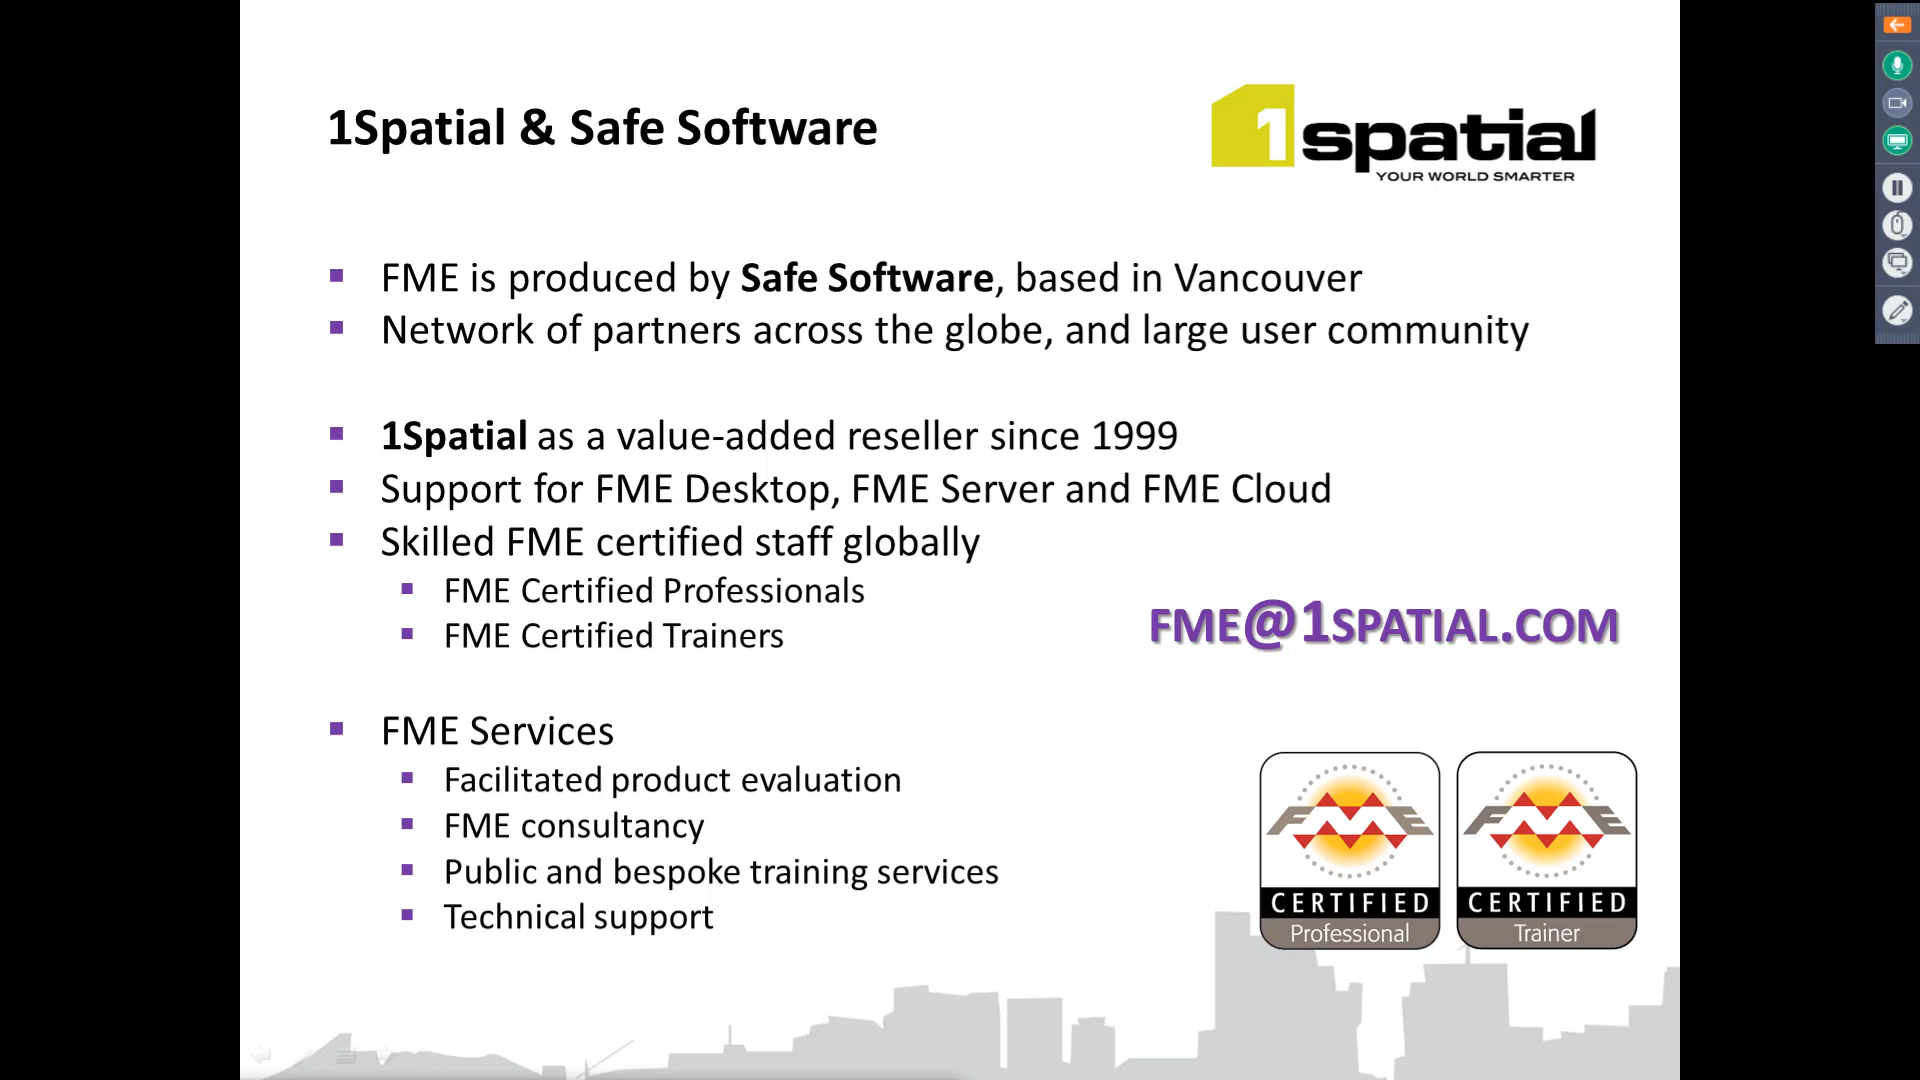 1Spatial & Safe Software
1spatial
YOUR WORLD SMARTER
FME is produced by Safe Software, based in Vancouver
Network of partners across the globe, and large user community
1Spatial as a value-added reseller since 1999
Support for FME Desktop, FME Server and FME Cloud
Skilled FME certified staff globally
FME Certified Professionals
FME Certified Trainers
FME@1SPATIAL.COM
FME Services
Facilitated product evaluation
FME consultancy
Public and bespoke training services
Technical support
FME
CERTIFIED
Professional
FME
CERTIFIED
Trainer